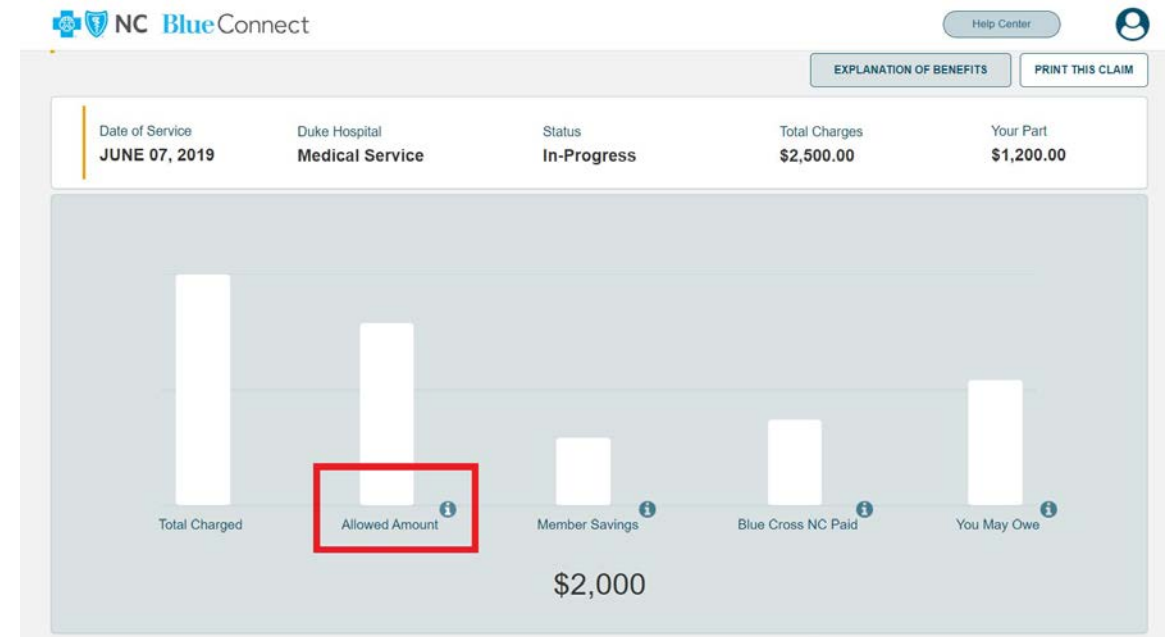 NC BlueConnect
Help Center
EXPLANATION OF BENEFITS
PRINT THIS CLAIM
Date of Service
JUNE 07, 2019
Duke Hospital
Medical Service
Status
In-Progress
Total Charges
$2,500.00
Your Part
$1,200.00
Total Charged
Allowed Amount
Member Savings
Blue Cross NC Paid
You May Owe
$2,000